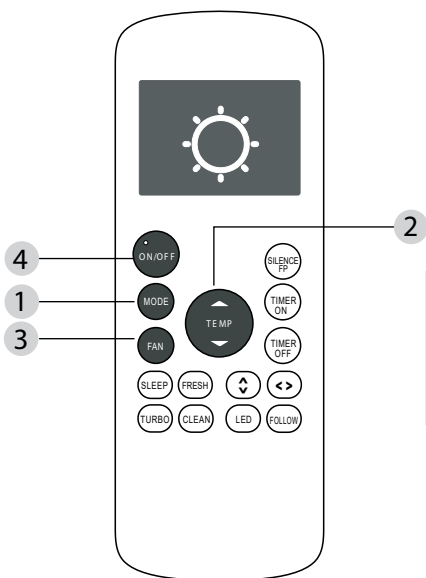 2
4
ON/OFF
SILENCE
FP
1
MODE
TEMP
TIMER
ON
3
FAN
TIMER
OFF
SLEEP FRESH
TURBO CLEAN LED FOLLOW